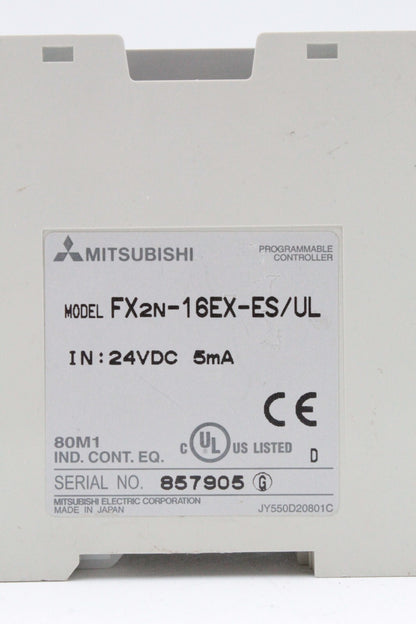 MITSUBISHI
PROGRAMMABLE
CONTROLLER
MODEL FX2N-16EX-ES/UL
IN:24VDC 5mA
CE
80M1
IND. CONT. EQ.
C UL US LISTED D
SERIAL NO. 857905 G
MITSUBISHI ELECTRIC CORPORATION
MADE IN JAPAN
JY550D20801C